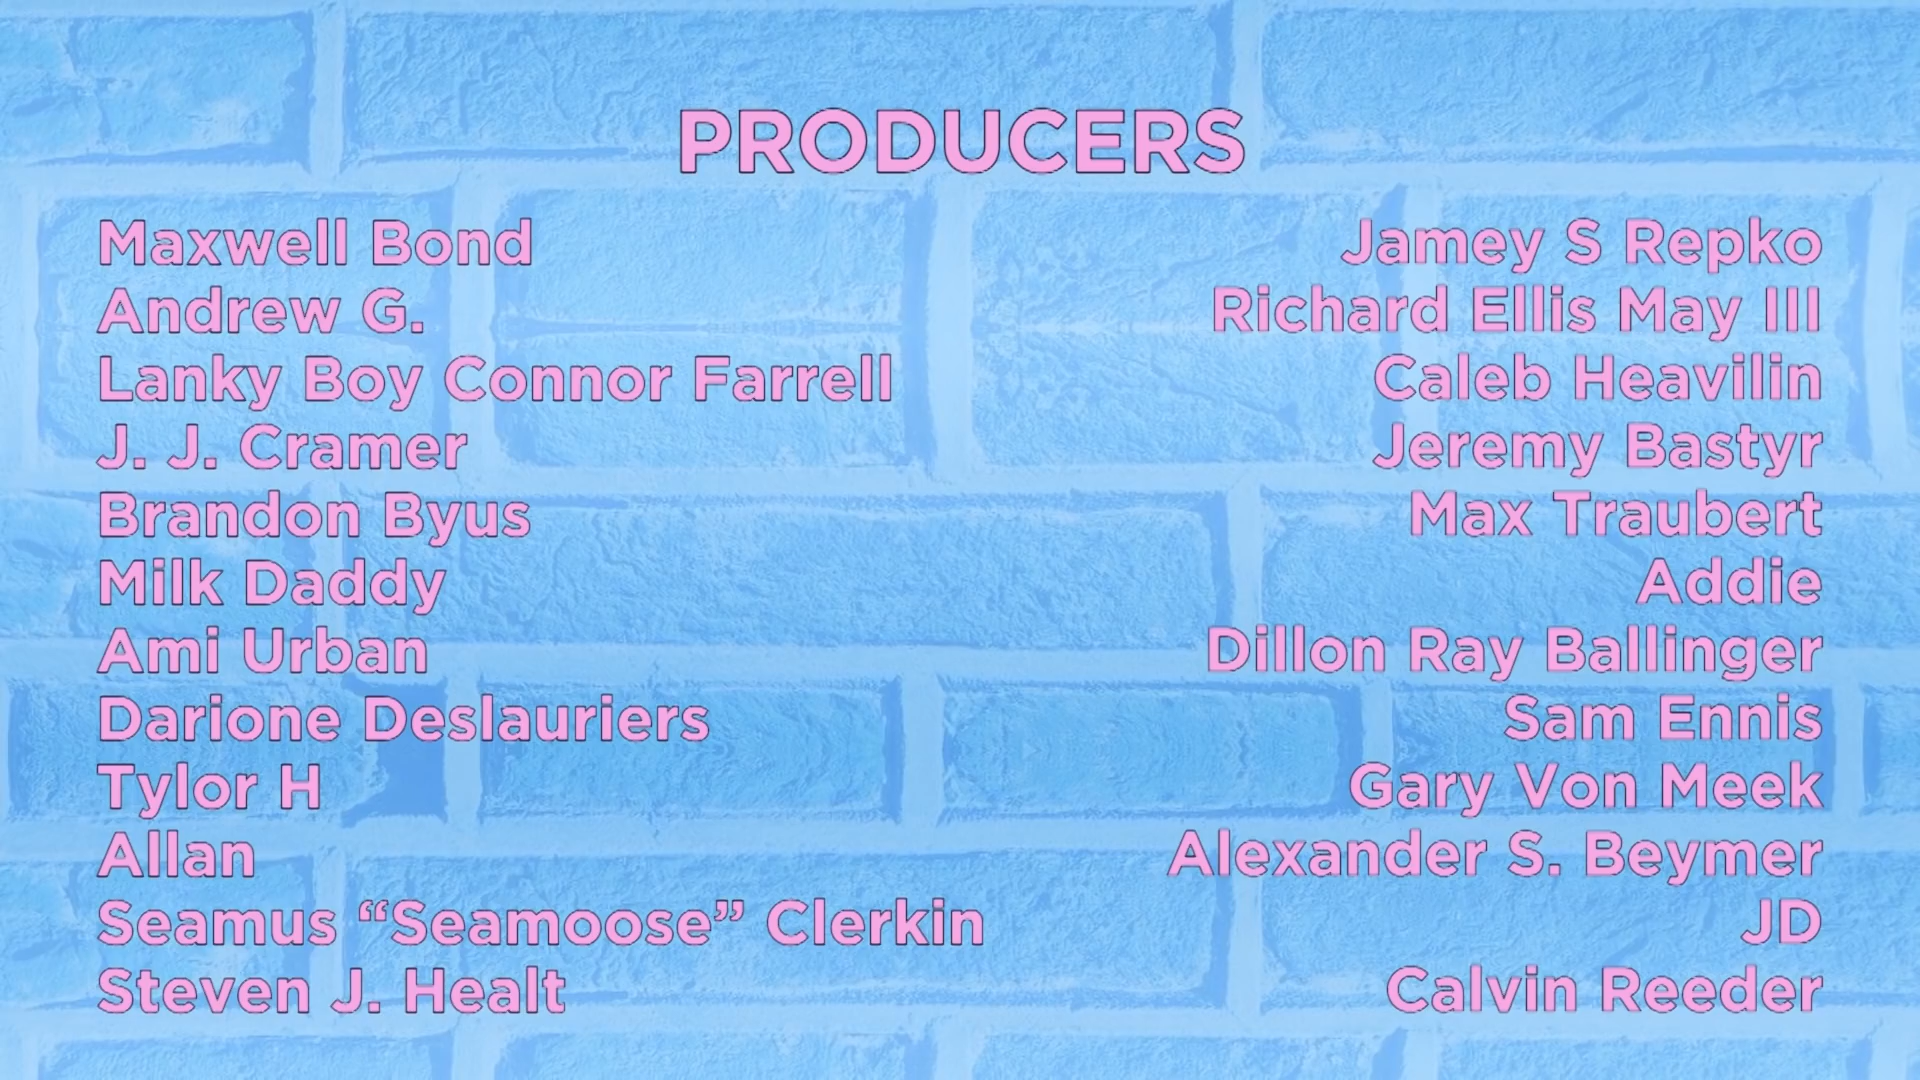 PRODUCERS
Maxwell Bond
Andrew G.
Lanky Boy Connor Farrell
J. J. Cramer
Brandon Byus
Milk Daddy
Ami Urban
Darione Deslauriers
Tylor H
Allan
Seamus “Seamoose” Clerkin
Steven J. Healt
Jamey S Repko
Richard Ellis May III
Caleb Heavilin
Jeremy Bastyr
Max Traubert
Addie
Dillon Ray Ballinger
Sam Ennis
Gary Von Meek
Alexander S. Beymer
JD
Calvin Reeder